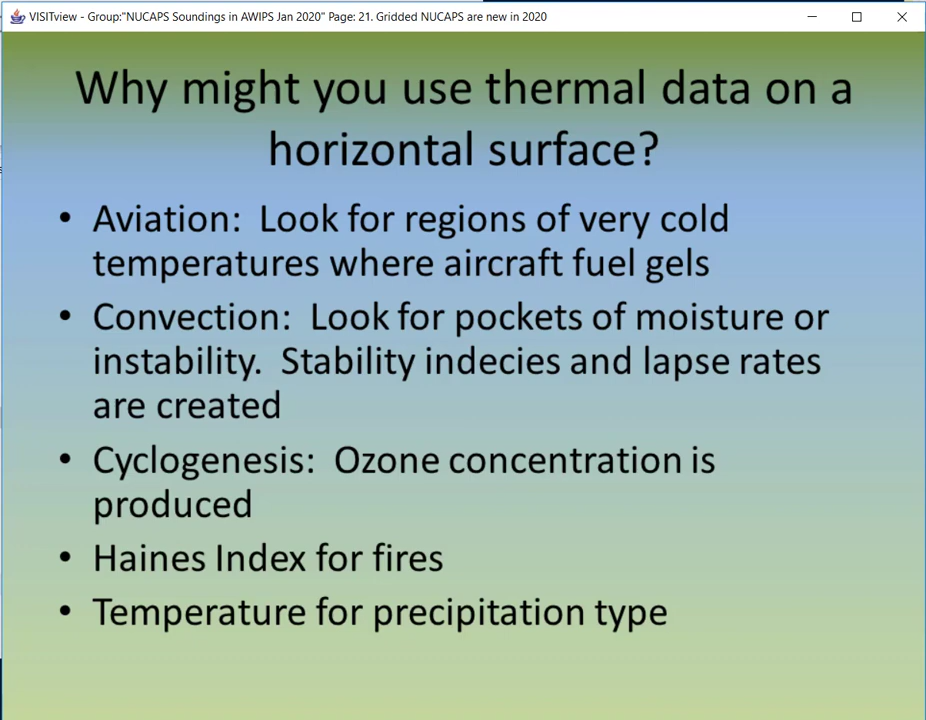 VISITview - Group:"NUCAPS Soundings in AWIPS Jan 2020" Page: 21. Gridded NUCAPS are new in 2020
Why might you use thermal data on a
horizontal surface?
• Aviation: Look for regions of very cold
temperatures where aircraft fuel gels
• Convection: Look for pockets of moisture or
instability. Stability indecies and lapse rates
are created
• Cyclogenesis: Ozone concentration is
produced
• Haines Index for fires
• Temperature for precipitation type